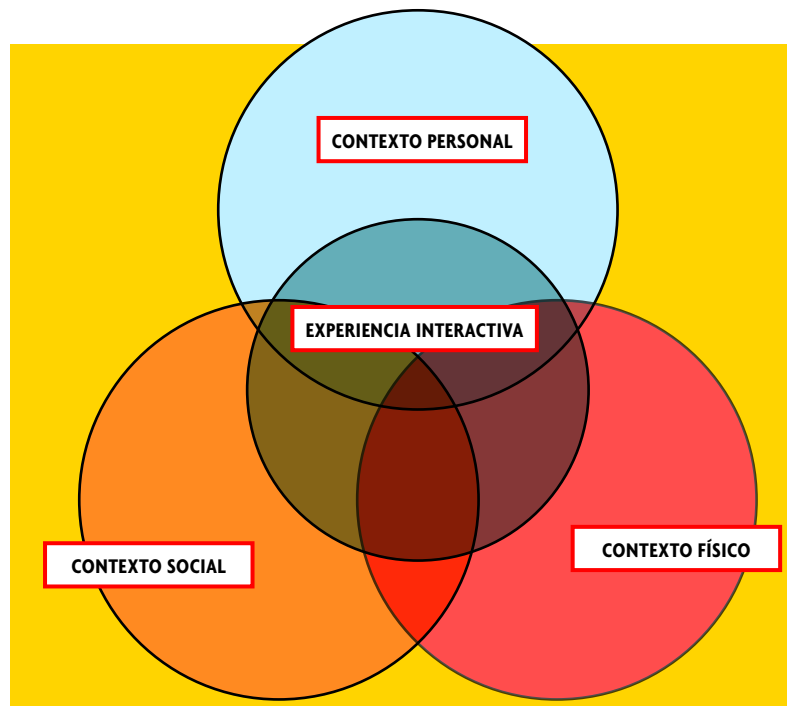 CONTEXTO PERSONAL
EXPERIENCIA INTERACTIVA
CONTEXTO SOCIAL
CONTEXTO FÍSICO